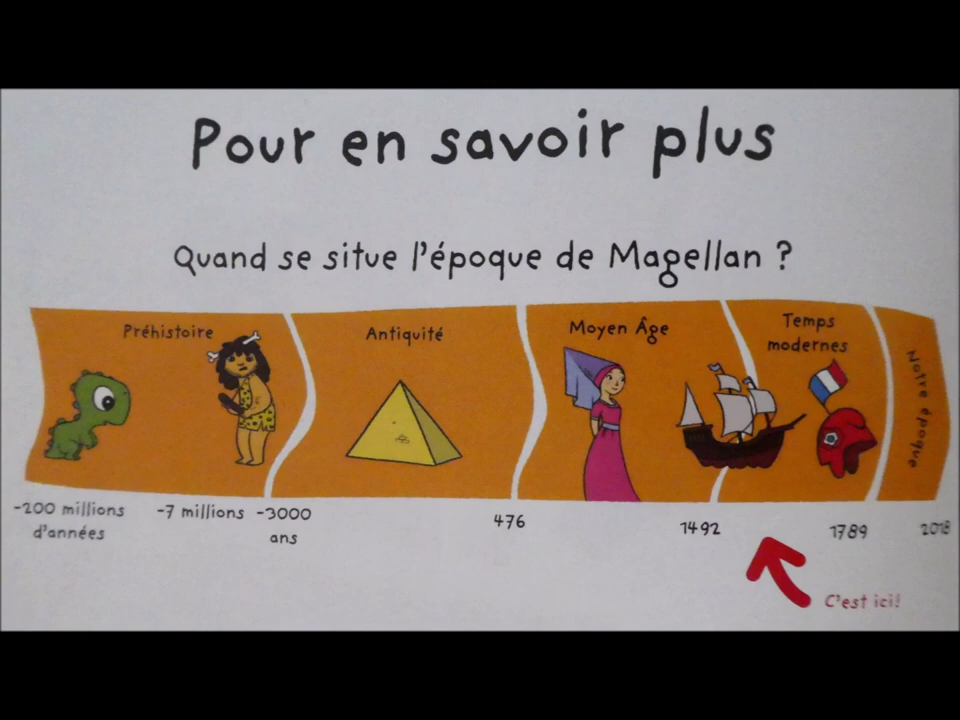 Pour en savoir plus
Quand se situe l'époque de Magellan ?
Préhistoire
Antiquité
Moyen Âge
Temps
modernes
Notre époque
-200 millions
d'années
-7 millions
-3000
ans
476
1492
1789
2018
C'est ici!